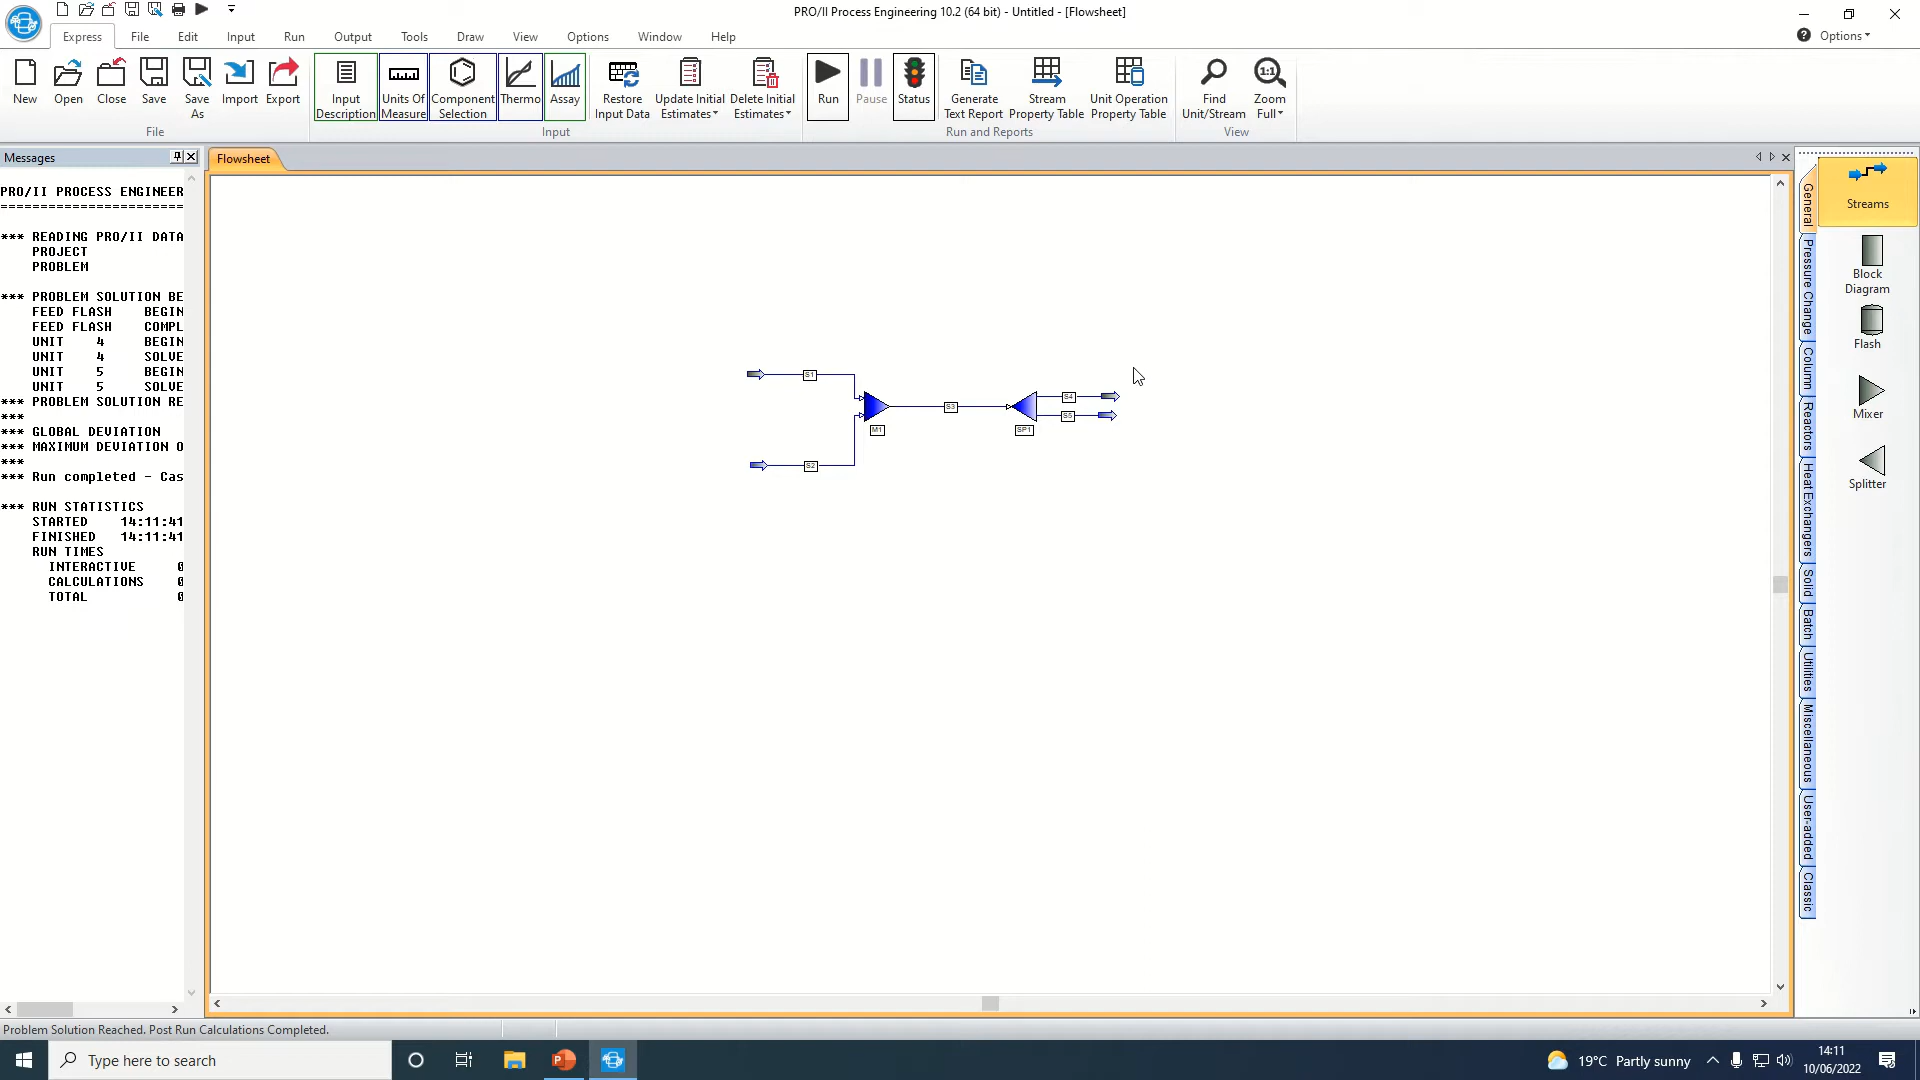 PRO/II Process Engineering 10.2 (64 bit) - Untitled - [Flowsheet]
Express File Edit Input Run Output Tools Draw View Options Window Help
Options
New Open Close Save Save As Import Export
File
Input Description Units Of Measure Component Selection Thermo Assay Restore Input Data Update Initial Estimates Delete Initial Estimates
Input
Run Pause Status Generate Text Report Stream Property Table Unit Operation Property Table
Run and Reports
Find Unit/Stream 1:1 Zoom Full
View
Messages
PRO/II PROCESS ENGINEER
=======================
*** READING PRO/II DATA
PROJECT
PROBLEM
*** PROBLEM SOLUTION BE
FEED FLASH BEGIN
FEED FLASH COMPL
UNIT 4 BEGIN
UNIT 4 SOLVE
UNIT 5 BEGIN
UNIT 5 SOLVE
*** PROBLEM SOLUTION RE
***
*** GLOBAL DEVIATION
*** MAXIMUM DEVIATION O
***
*** Run completed - Cas
*** RUN STATISTICS
STARTED 14:11:41
FINISHED 14:11:41
RUN TIMES
INTERACTIVE 0
CALCULATIONS 0
TOTAL 0
Flowsheet
S1
S2
M1
S3
SP1
S4
S5
General
Pressure Change
Column
Reactors
Heat Exchangers
Solid
Batch
Utilities
Miscellaneous
User-added
Classic
Streams
Block Diagram
Flash
Mixer
Splitter
Problem Solution Reached. Post Run Calculations Completed.
Type here to search
P
19°C Partly sunny
14:11
10/06/2022